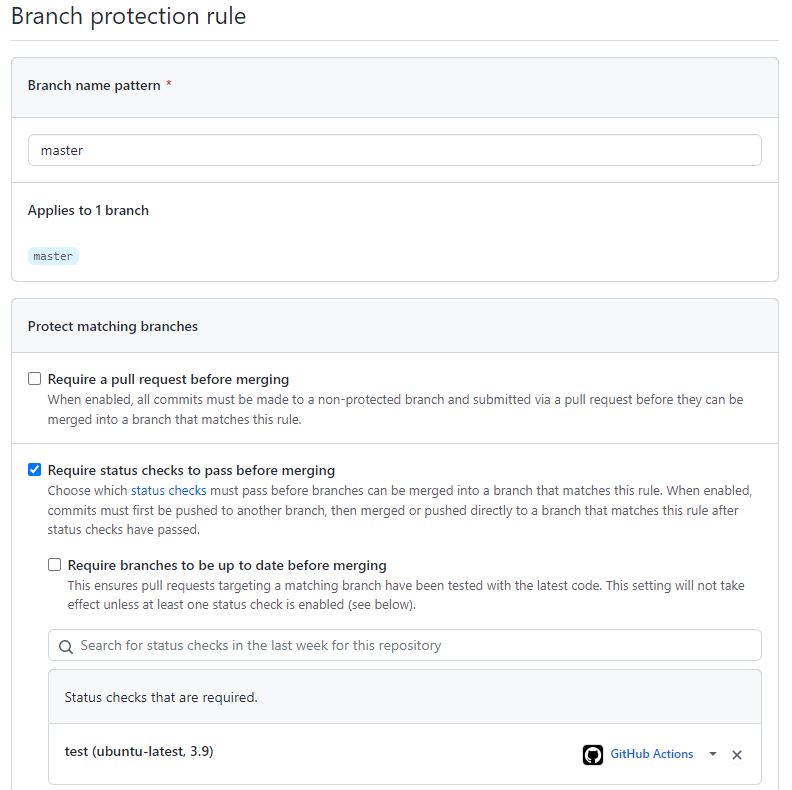 Branch protection rule
Branch name pattern *
master
Applies to 1 branch
master
Protect matching branches
Require a pull request before merging
When enabled, all commits must be made to a non-protected branch and submitted via a pull request before they can be
merged into a branch that matches this rule.
Require status checks to pass before merging
Choose which status checks must pass before branches can be merged into a branch that matches this rule. When enabled,
commits must first be pushed to another branch, then merged or pushed directly to a branch that matches this rule after
status checks have passed.
Require branches to be up to date before merging
This ensures pull requests targeting a matching branch have been tested with the latest code. This setting will not take
effect unless at least one status check is enabled (see below).
Search for status checks in the last week for this repository
Status checks that are required.
test (ubuntu-latest, 3.9) GitHub Actions